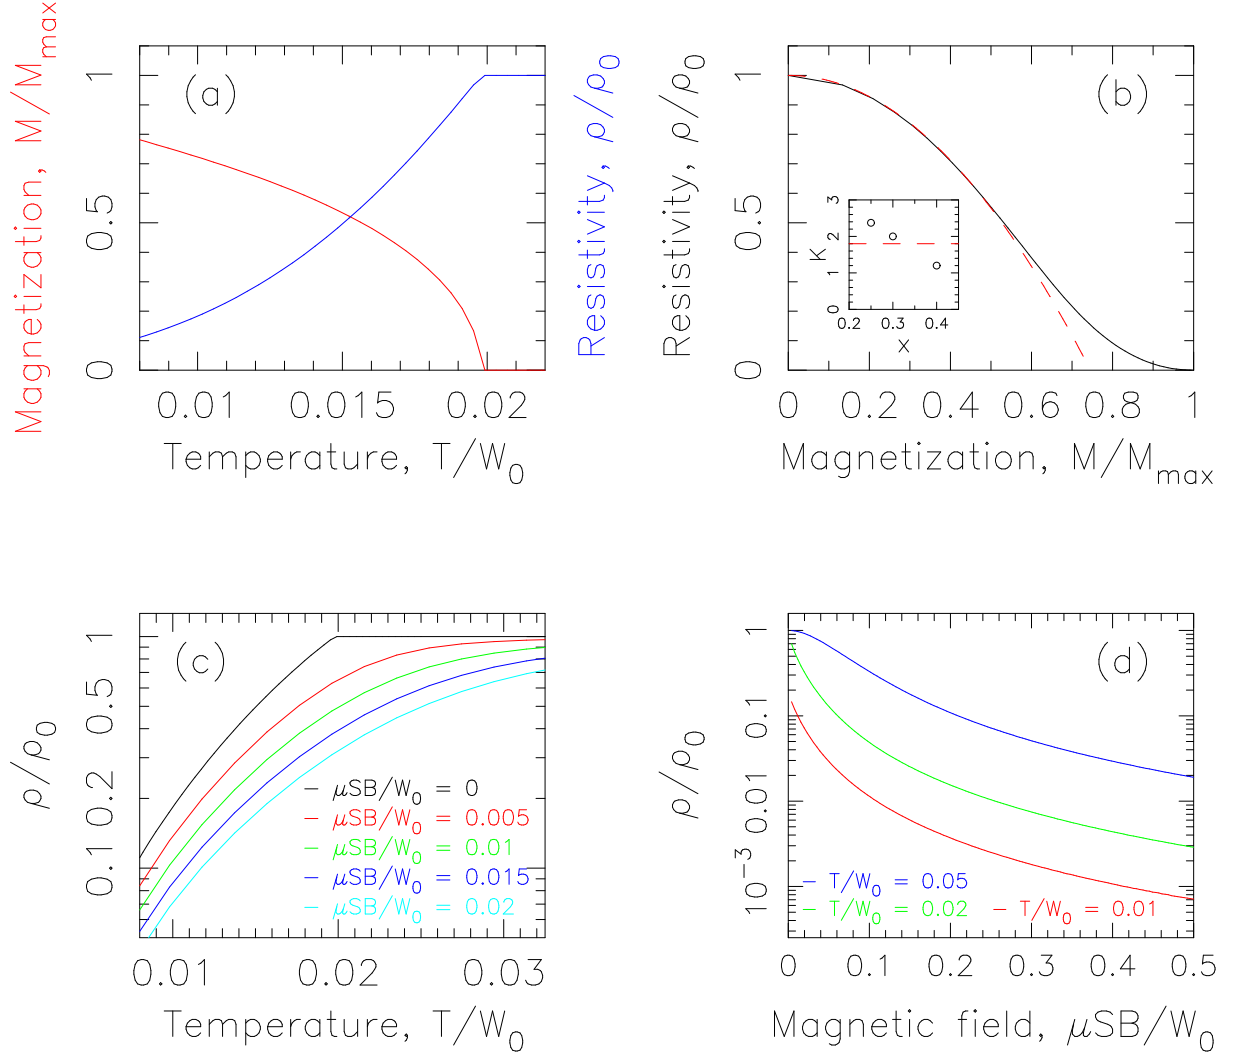 (a)
Magnetization, M/M_max
Resistivity, ρ/ρ_0
1
0.5
0
0.01 0.015 0.02
Temperature, T/W_0
(b)
Resistivity, ρ/ρ_0
1
0.5
0
0 0.2 0.4 0.6 0.8 1
Magnetization, M/M_max
K
3
2
1
0
0.2 0.3 0.4
X
(c)
ρ/ρ_0
1
0.5
0.2
0.1
– μSB/W_0 = 0
– μSB/W_0 = 0.005
– μSB/W_0 = 0.01
– μSB/W_0 = 0.015
– μSB/W_0 = 0.02
0.01 0.02 0.03
Temperature, T/W_0
(d)
ρ/ρ_0
1
0.1
0.01
10^-3
– T/W_0 = 0.05
– T/W_0 = 0.02 – T/W_0 = 0.01
0 0.1 0.2 0.3 0.4 0.5
Magnetic field, μSB/W_0